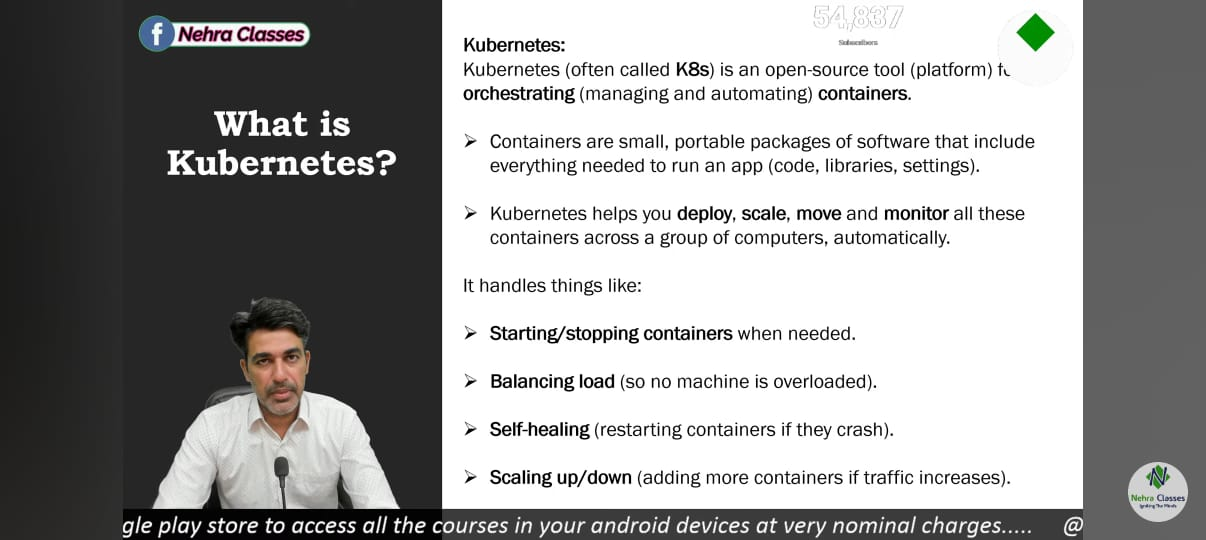 Nehra Classes
54,837
Subscribers
What is
Kubernetes?
Kubernetes:
Kubernetes (often called K8s) is an open-source tool (platform)
orchestrating (managing and automating) containers.
➢ Containers are small, portable packages of software that include
everything needed to run an app (code, libraries, settings).
➢ Kubernetes helps you deploy, scale, move and monitor all these
containers across a group of computers, automatically.
It handles things like:
➢ Starting/stopping containers when needed.
➢ Balancing load (so no machine is overloaded).
➢ Self-healing (restarting containers if they crash).
➢ Scaling up/down (adding more containers if traffic increases).
Nehra Classes
Igniting The Minds
gle play store to access all the courses in your android devices at very nominal charges..... @